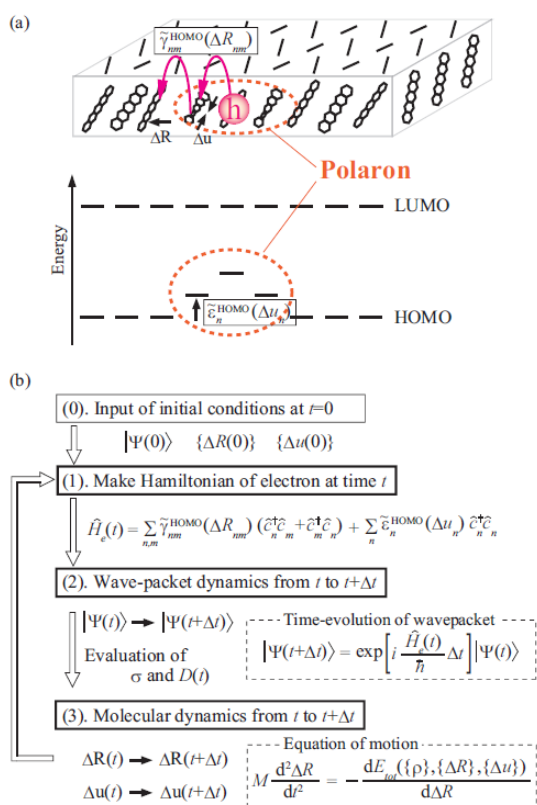 (a)
γ̃ₙₘᴴᴼᴹᴼ(ΔRₙₘ)
h
ΔR
Δu
Polaron
Energy
LUMO
ε̃ₙᴴᴼᴹᴼ(Δuₙ)
HOMO
(b)
(0). Input of initial conditions at t=0
|Ψ(0)⟩ {ΔR(0)} {Δu(0)}
(1). Make Hamiltonian of electron at time t
Ĥₑ(t) = Σₙ,ₘ γ̃ₙₘᴴᴼᴹᴼ(ΔRₙₘ) (ĉₙ†ĉₘ+ĉₘ†ĉₙ) + Σₙ ε̃ₙᴴᴼᴹᴼ(Δuₙ) ĉₙ†ĉₙ
(2). Wave-packet dynamics from t to t+Δt
|Ψ(t)⟩ → |Ψ(t+Δt)⟩
Evaluation of
σ and D(t)
Time-evolution of wavepacket
|Ψ(t+Δt)⟩ = exp[i Ĥₑ(t)/ħ Δt]|Ψ(t)⟩
(3). Molecular dynamics from t to t+Δt
ΔR(t) → ΔR(t+Δt)
Δu(t) → Δu(t+Δt)
Equation of motion
M d²ΔR/dt² = − dEₜₒₜ({ρ},{ΔR},{Δu})/dΔR